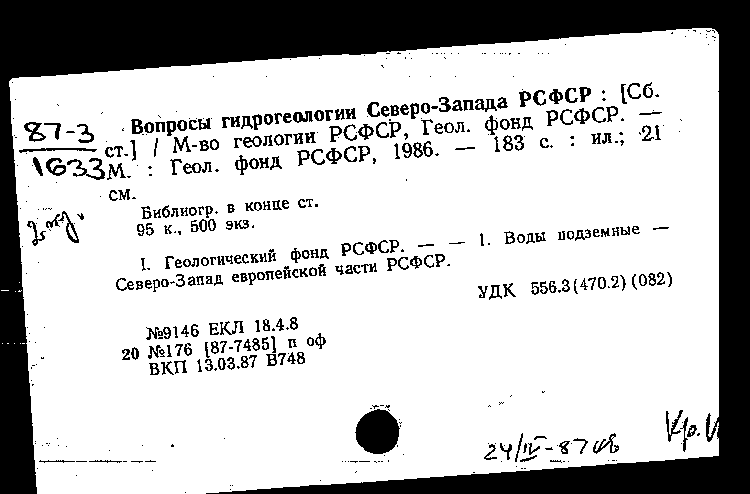 Вопросы гидрогеологии Северо-Запада РСФСР : [Сб.
87-3
1633
ст.] / М-во геологии РСФСР, Геол. фонд РСФСР. —
М. : Геол. фонд РСФСР, 1986. — 183 с. : ил.; 21
см.
Библиогр. в конце ст.
95 к., 500 экз.
I. Геологический фонд РСФСР. — — 1. Воды подземные —
Северо-Запад европейской части РСФСР.
УДК 556.3(470.2)(082)
№9146 ЕКЛ 18.4.8
20 №176 [87-7485] п оф
ВКП 13.03.87 В748
24/IV-87